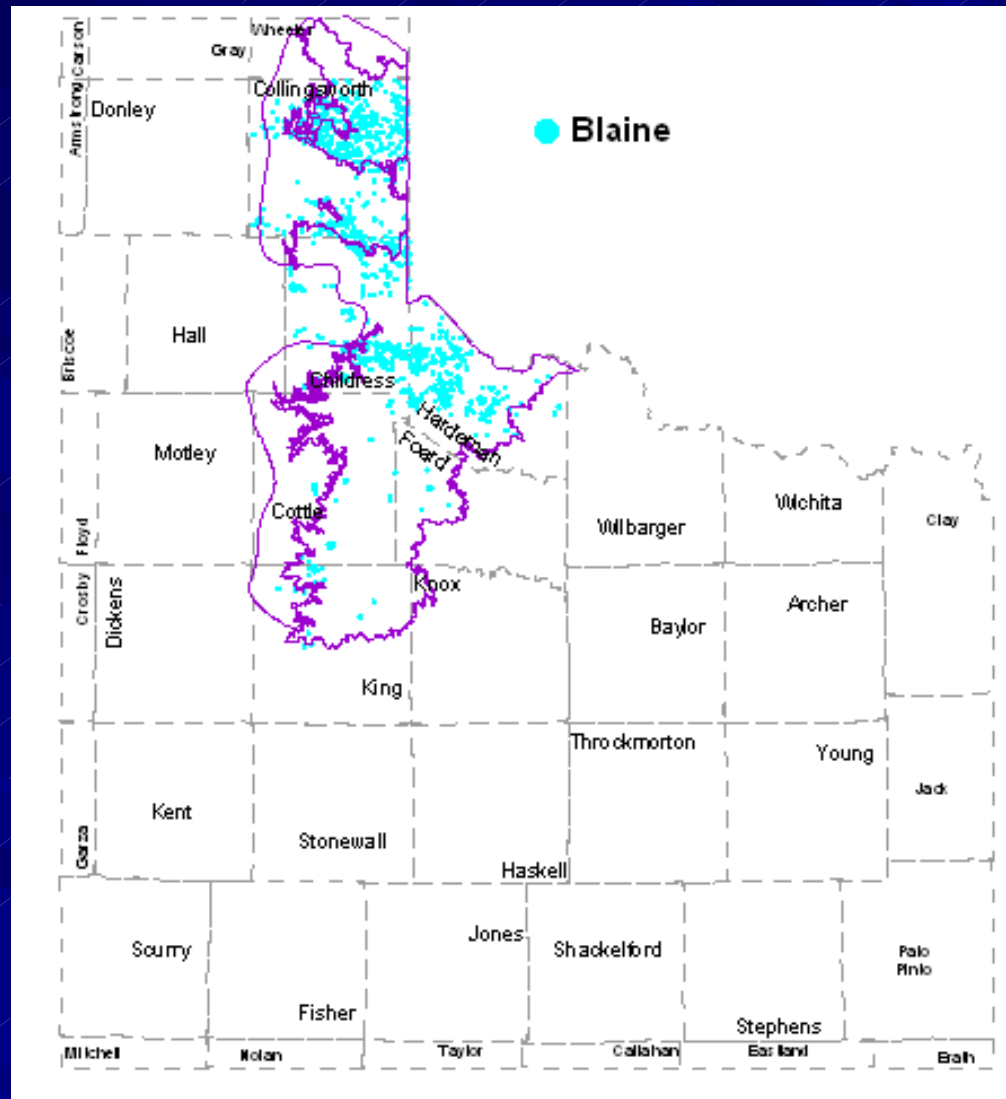 Wheeler
Gray
Carson
Armstrong
Collingsworth
Donley
Blaine
Hall
Briscoe
Childress
Hardeman
Foard
Motley
Cottle
Floyd
Wilbarger
Wichita
Clay
Crosby
Dickens
Knox
Baylor
Archer
King
Throckmorton
Young
Jack
Kent
Garza
Stonewall
Haskell
Scurry
Jones
Shackelford
Palo
Pinto
Fisher
Stephens
Mitchell
Nolan
Taylor
Callahan
Eastland
Erath